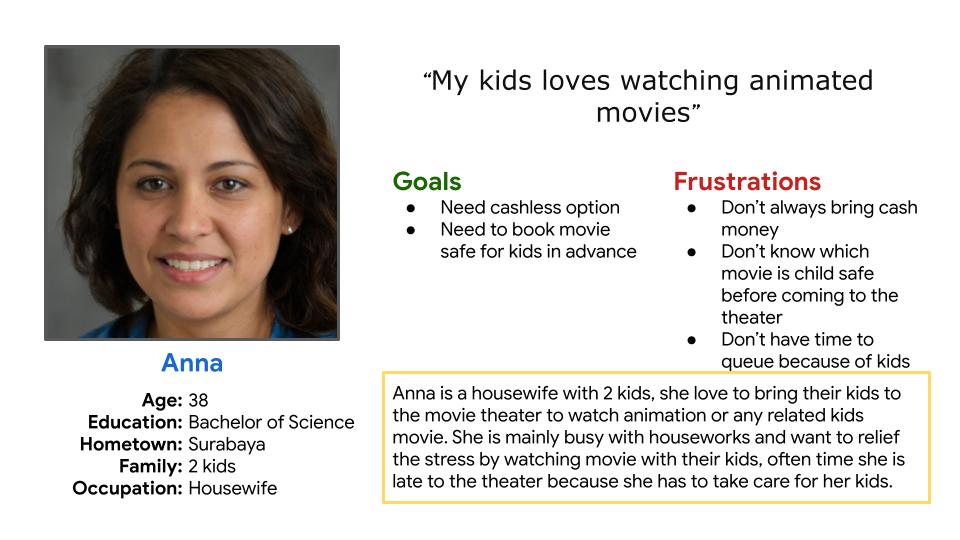 “My kids loves watching animated
movies”
Goals
● Need cashless option
● Need to book movie
safe for kids in advance
Frustrations
● Don’t always bring cash
money
● Don’t know which
movie is child safe
before coming to the
theater
● Don’t have time to
queue because of kids
Anna
Age: 38
Education: Bachelor of Science
Hometown: Surabaya
Family: 2 kids
Occupation: Housewife
Anna is a housewife with 2 kids, she love to bring their kids to
the movie theater to watch animation or any related kids
movie. She is mainly busy with houseworks and want to relief
the stress by watching movie with their kids, often time she is
late to the theater because she has to take care for her kids.